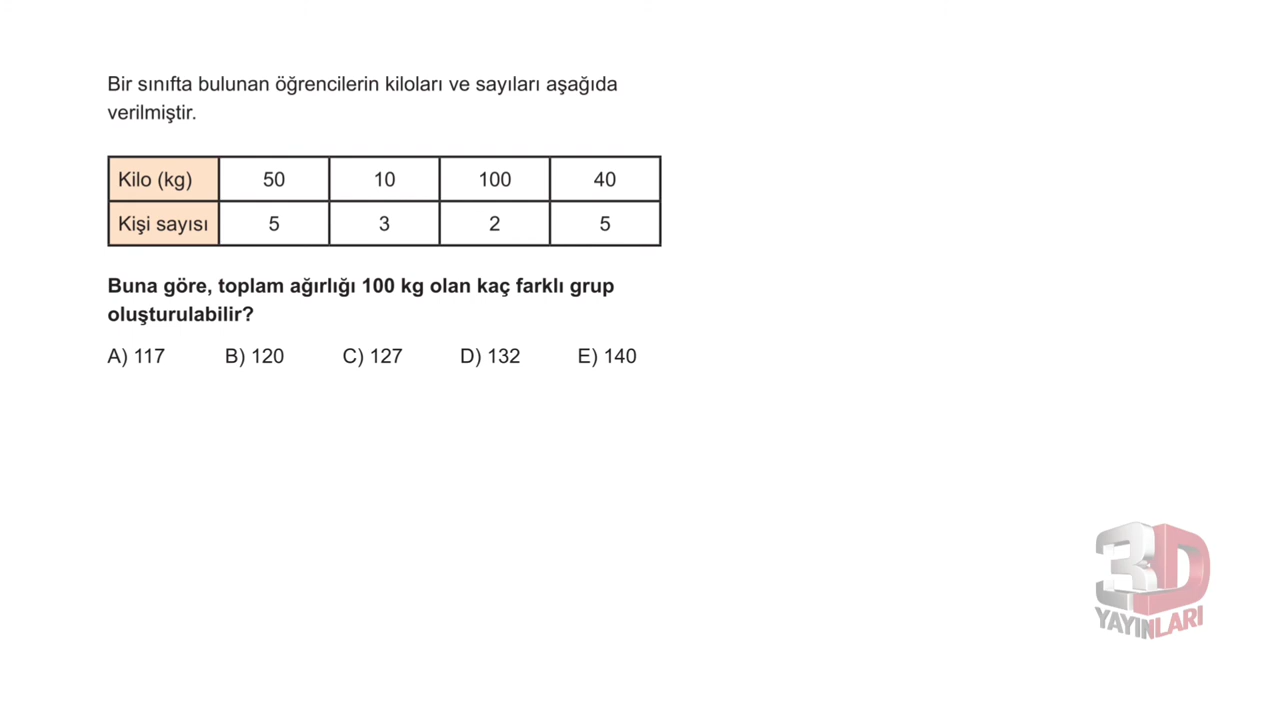 Bir sınıfta bulunan öğrencilerin kiloları ve sayıları aşağıda
verilmiştir.
Kilo (kg) 50 10 100 40
Kişi sayısı 5 3 2 5
Buna göre, toplam ağırlığı 100 kg olan kaç farklı grup
oluşturulabilir?
A) 117 B) 120 C) 127 D) 132 E) 140
3D
YAYINLARI